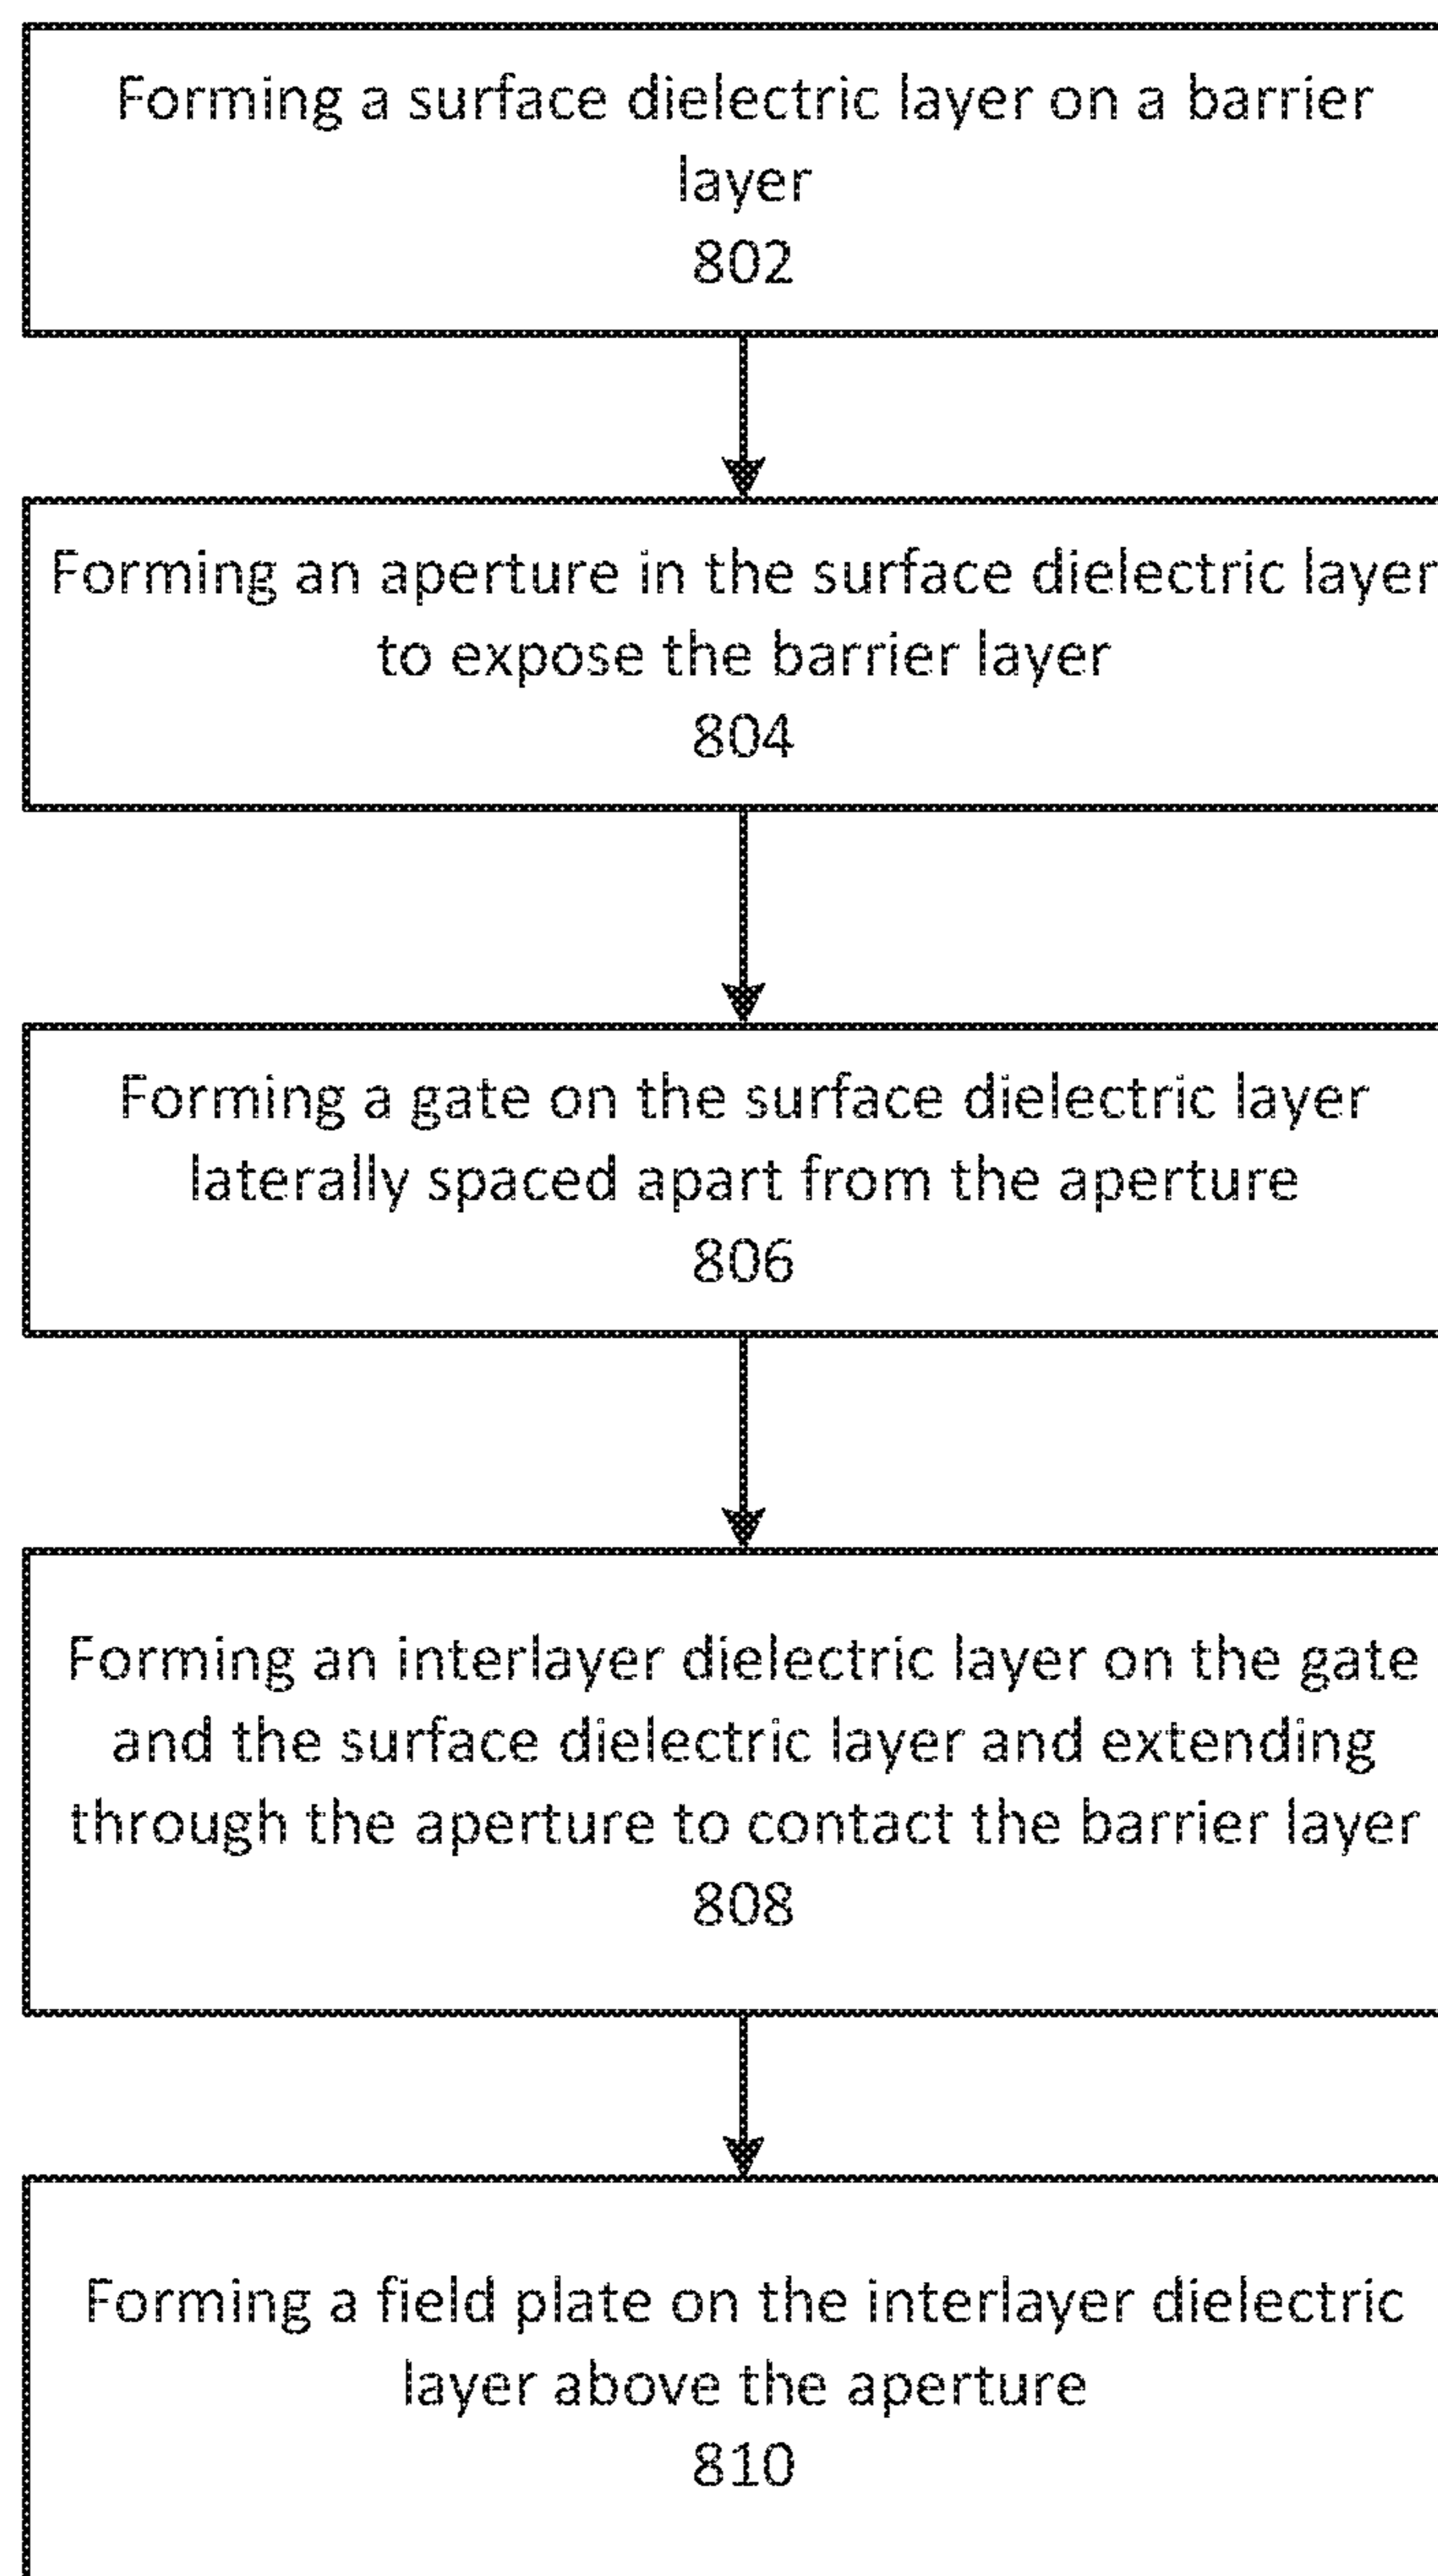 Forming a surface dielectric layer on a barrier
layer
802
Forming an aperture in the surface dielectric layer
to expose the barrier layer
804
Forming a gate on the surface dielectric layer
laterally spaced apart from the aperture
806
Forming an interlayer dielectric layer on the gate
and the surface dielectric layer and extending
through the aperture to contact the barrier layer
808
Forming a field plate on the interlayer dielectric
layer above the aperture
810